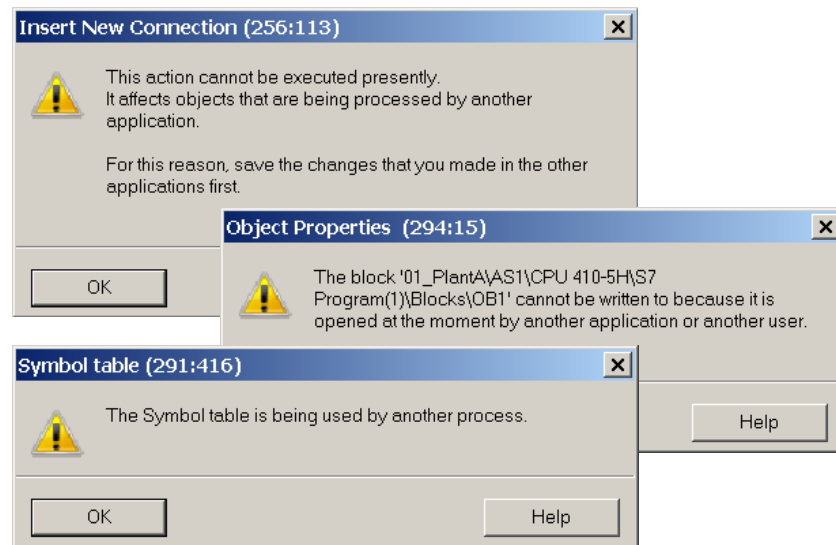 Insert New Connection (256:113)
This action cannot be executed presently.
It affects objects that are being processed by another
application.
For this reason, save the changes that you made in the other
applications first.
OK
Object Properties (294:15)
The block '01_PlantA\AS1\CPU 410-5H\S7
Program(1)\Blocks\OB1' cannot be written to because it is
opened at the moment by another application or another user.
Help
Symbol table (291:416)
The Symbol table is being used by another process.
OK
Help